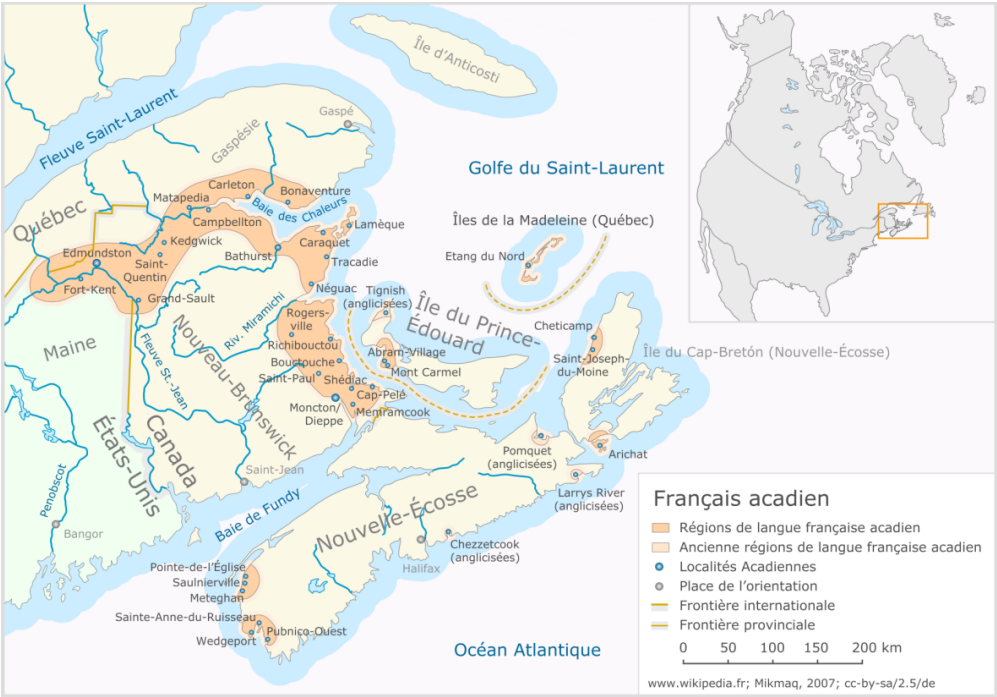 Île d'Anticosti
Fleuve Saint-Laurent
Gaspé
Gaspésie
Golfe du Saint-Laurent
Carleton
Bonaventure
Matapedia
Baie des Chaleurs
Québec
Campbellton
Lamèque
Îles de la Madeleine (Québec)
Kedgwick
Caraquet
Edmundston
Bathurst
Etang du Nord
Saint-
Quentin
Tracadie
Fort-Kent
Grand-Sault
Néguac
Tignish
(anglicisées)
Riv. Miramichi
Rogers-
ville
Île du Prince-
Édouard
Cheticamp
Maine
Fleuve St.-Jean
Nouveau-Brunswick
Richibouctou
Abram-Village
Bourtouche
Mont Carmel
Saint-Joseph-
du-Moine
Île du Cap-Bretón (Nouvelle-Écosse)
Saint-Paul
Shédiac
Cap-Pelé
Moncton/
Dieppe
Memramcook
États-Unis
Canada
Pomquet
(anglicisées)
Arichat
Saint-Jean
Penobscot
Larrys River
(anglicisées)
Baie de Fundy
Nouvelle-Écosse
Bangor
Chezzetcook
(anglicisées)
Halifax
Pointe-de-l'Église
Saulnierville
Meteghan
Sainte-Anne-du-Ruisseau
Pubnico-Ouest
Wedgeport
Océan Atlantique
Français acadien
Régions de langue française acadien
Ancienne régions de langue française acadien
Localités Acadiennes
Place de l'orientation
Frontière internationale
Frontière provinciale
0 50 100 150 200 km
www.wikipedia.fr; Mikmaq, 2007; cc-by-sa/2.5/de